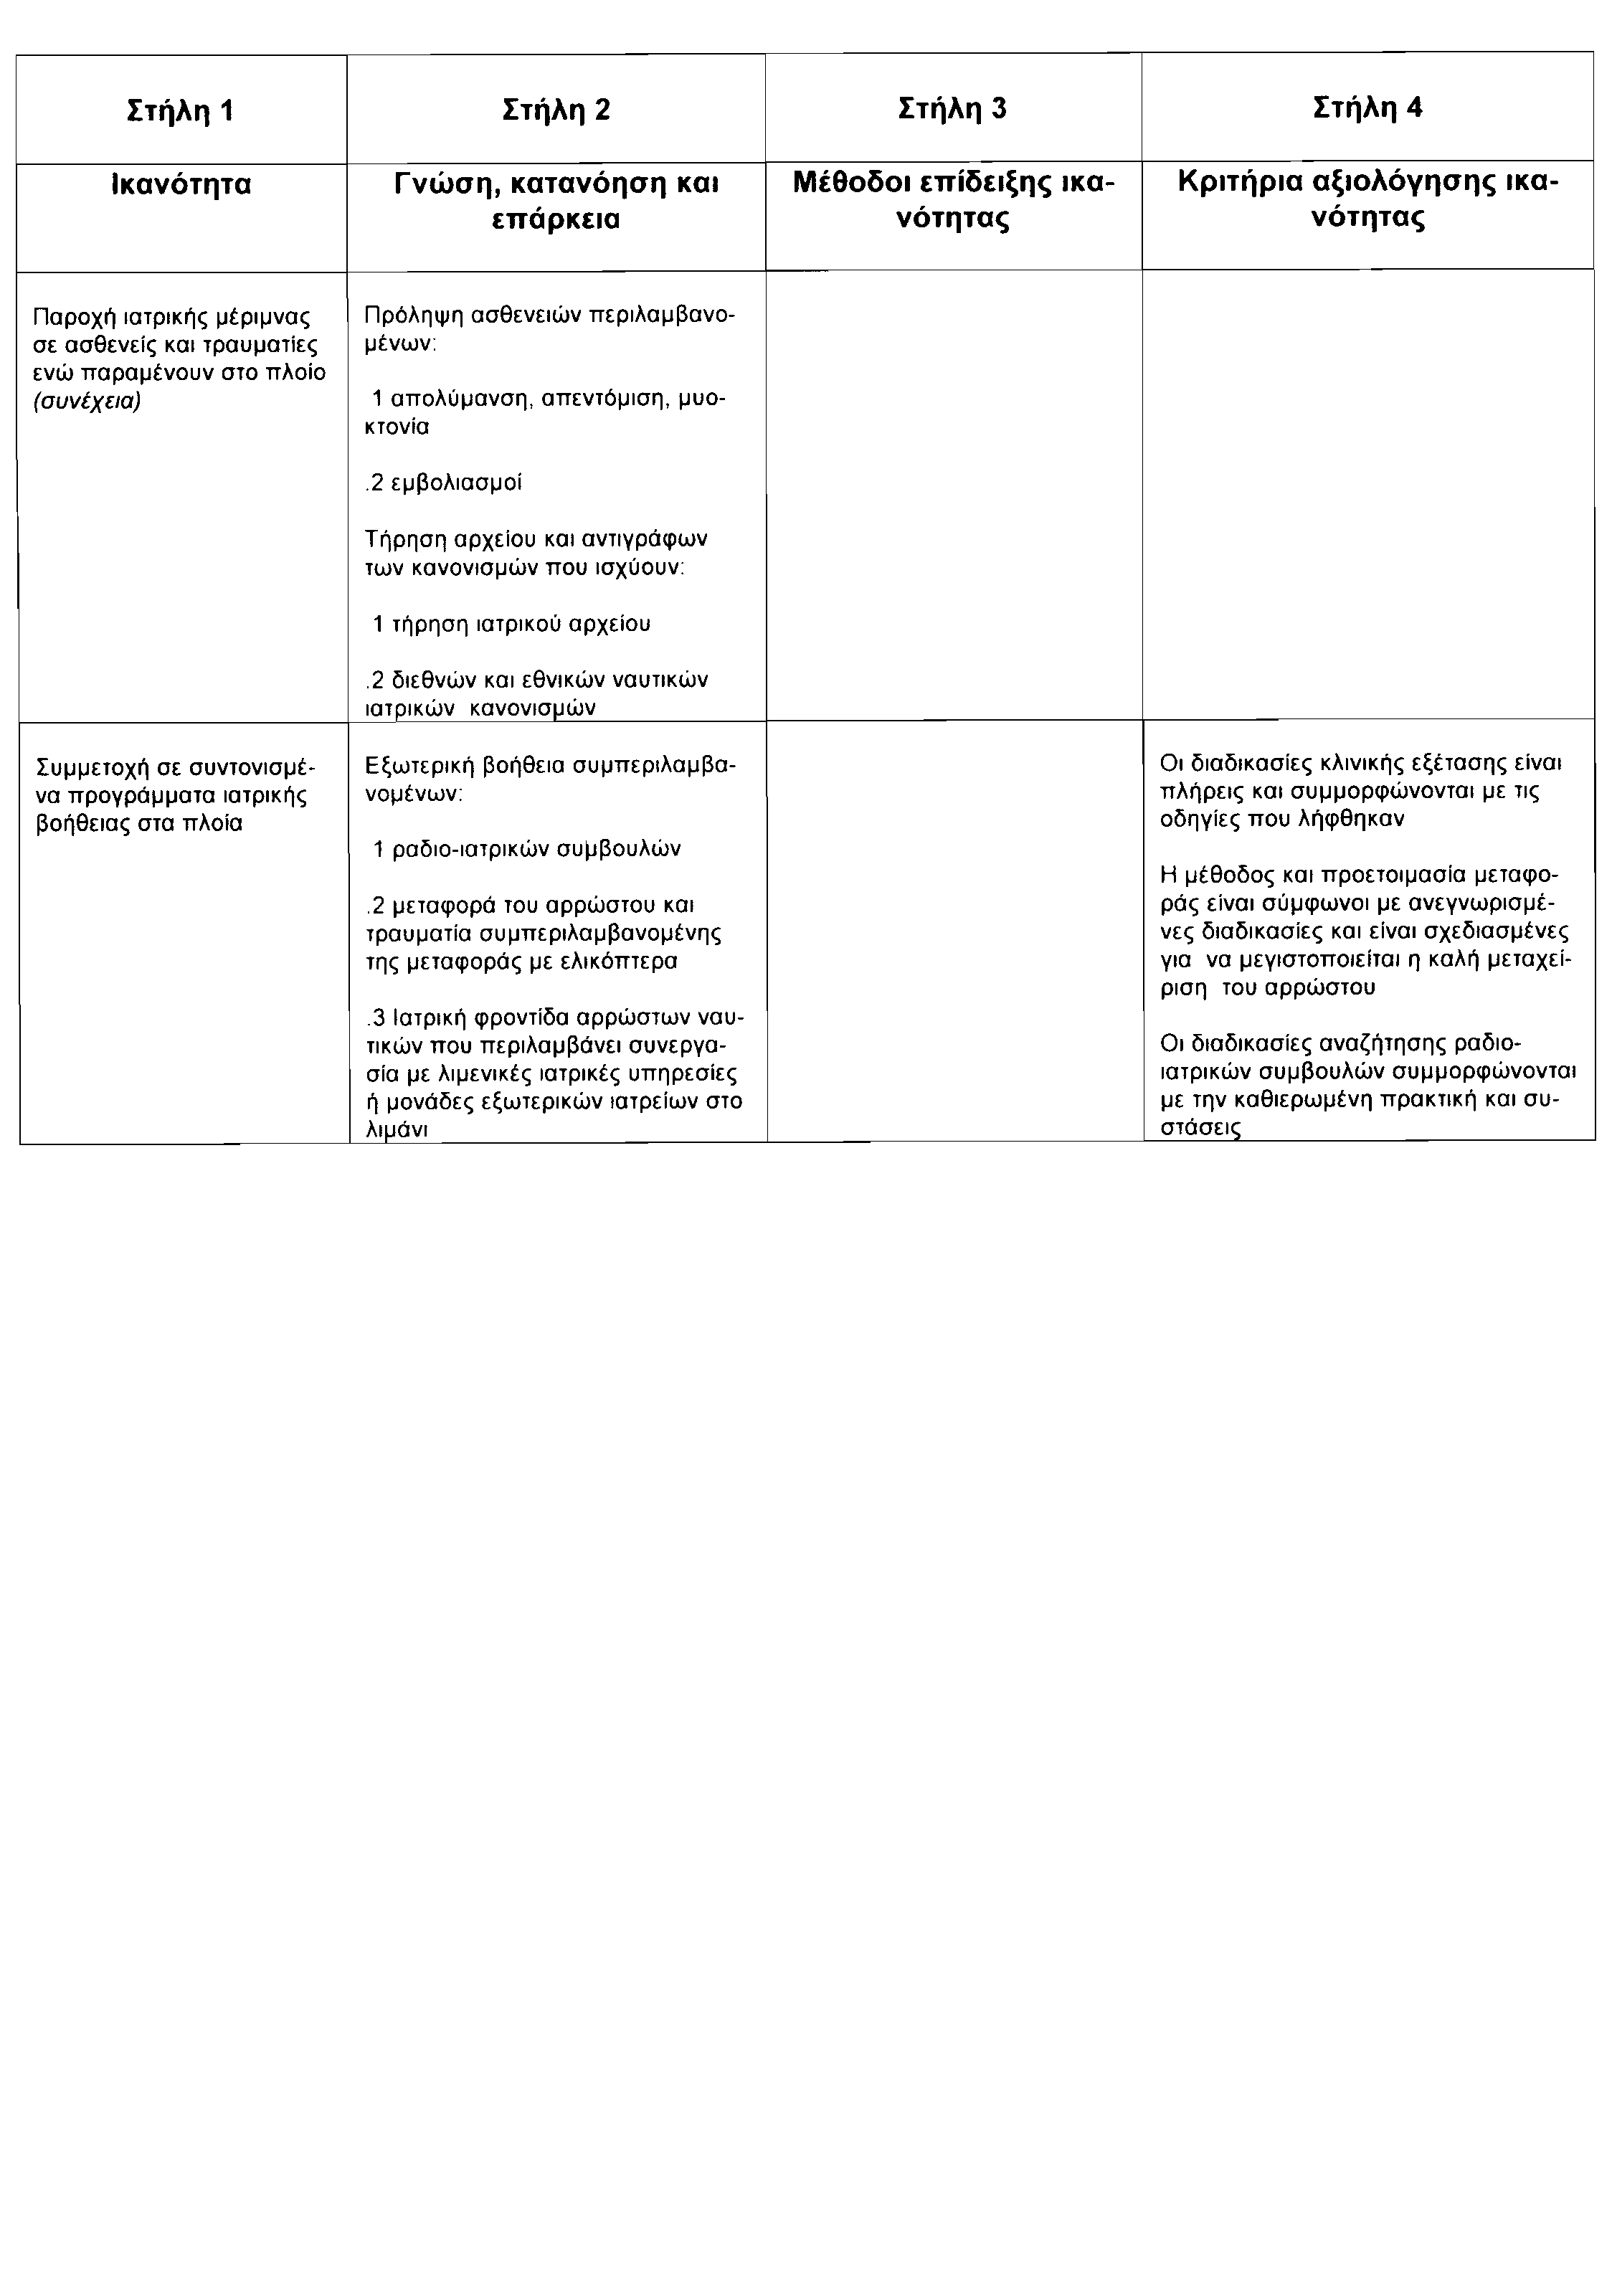 Στήλη 1
Στήλη 2
Στήλη 3
Στήλη 4
Ικανότητα
Γνώση, κατανόηση και
επάρκεια
Μέθοδοι επίδειξης ικα-
νότητας
Κριτήρια αξιολόγησης ικα-
νότητας
Παροχή ιατρικής μέριμνας
σε ασθενείς και τραυματίες
ενώ παραμένουν στο πλοίο
(συνέχεια)
Πρόληψη ασθενειών περιλαμβανο-
μένων:
1 απολύμανση, απεντόμιση, μυο-
κτονία
.2 εμβολιασμοί
Τήρηση αρχείου και αντιγράφων
των κανονισμών που ισχύουν:
1 τήρηση ιατρικού αρχείου
.2 διεθνών και εθνικών ναυτικών
ιατρικών κανονισμών
Συμμετοχή σε συντονισμέ-
να προγράμματα ιατρικής
βοήθειας στα πλοία
Εξωτερική βοήθεια συμπεριλαμβα-
νομένων:
1 ραδιο-ιατρικών συμβουλών
.2 μεταφορά του αρρώστου και
τραυματία συμπεριλαμβανομένης
της μεταφοράς με ελικόπτερα
.3 Ιατρική φροντίδα αρρώστων ναυ-
τικών που περιλαμβάνει συνεργα-
σία με λιμενικές ιατρικές υπηρεσίες
ή μονάδες εξωτερικών ιατρείων στο
λιμάνι
Οι διαδικασίες κλινικής εξέτασης είναι
πλήρεις και συμμορφώνονται με τις
οδηγίες που λήφθηκαν
Η μέθοδος και προετοιμασία μεταφο-
ράς είναι σύμφωνοι με ανεγνωρισμέ-
νες διαδικασίες και είναι σχεδιασμένες
για να μεγιστοποιείται η καλή μεταχεί-
ριση του αρρώστου
Οι διαδικασίες αναζήτησης ραδιο-
ιατρικών συμβουλών συμμορφώνονται
με την καθιερωμένη πρακτική και συ-
στάσεις